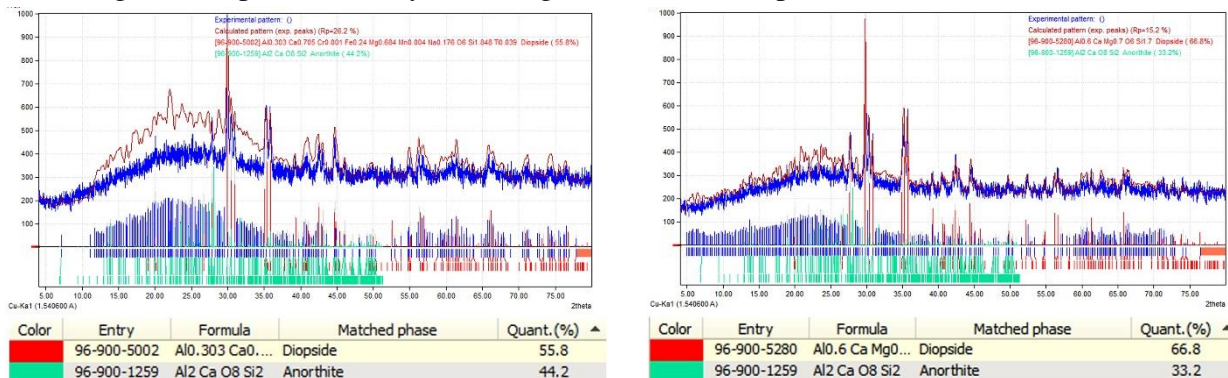 Experimental pattern: ()
Calculated pattern (exp. peaks) (Rp=26.2 %)
[96-900-5002] Al0.303 Ca0.705 Cr0.001 Fe0.24 Mg0.684 Mn0.004 Na0.176 O6 Si1.848 Ti0.039 Diopside ( 55.8%)
[96-900-1259] Al2 Ca O8 Si2 Anorthite ( 44.2%)
1000
900
800
700
600
500
400
300
200
100
5.00 10.00 15.00 20.00 25.00 30.00 35.00 40.00 45.00 50.00 55.00 60.00 65.00 70.00 75.00
Cu-Ka1 (1.540600 A) 2theta
Color Entry Formula Matched phase Quant.(%)
96-900-5002 Al0.303 Ca0.... Diopside 55.8
96-900-1259 Al2 Ca O8 Si2 Anorthite 44.2
Experimental pattern: ()
Calculated pattern (exp. peaks) (Rp=15.2 %)
[96-900-5280] Al0.6 Ca Mg0.7 O6 Si1.7 Diopside ( 66.8%)
[96-900-1259] Al2 Ca O8 Si2 Anorthite ( 33.2%)
1000
900
800
700
600
500
400
300
200
100
5.00 10.00 15.00 20.00 25.00 30.00 35.00 40.00 45.00 50.00 55.00 60.00 65.00 70.00 75.00
Cu-Ka1 (1.540600 A) 2theta
Color Entry Formula Matched phase Quant.(%)
96-900-5280 Al0.6 Ca Mg0... Diopside 66.8
96-900-1259 Al2 Ca O8 Si2 Anorthite 33.2